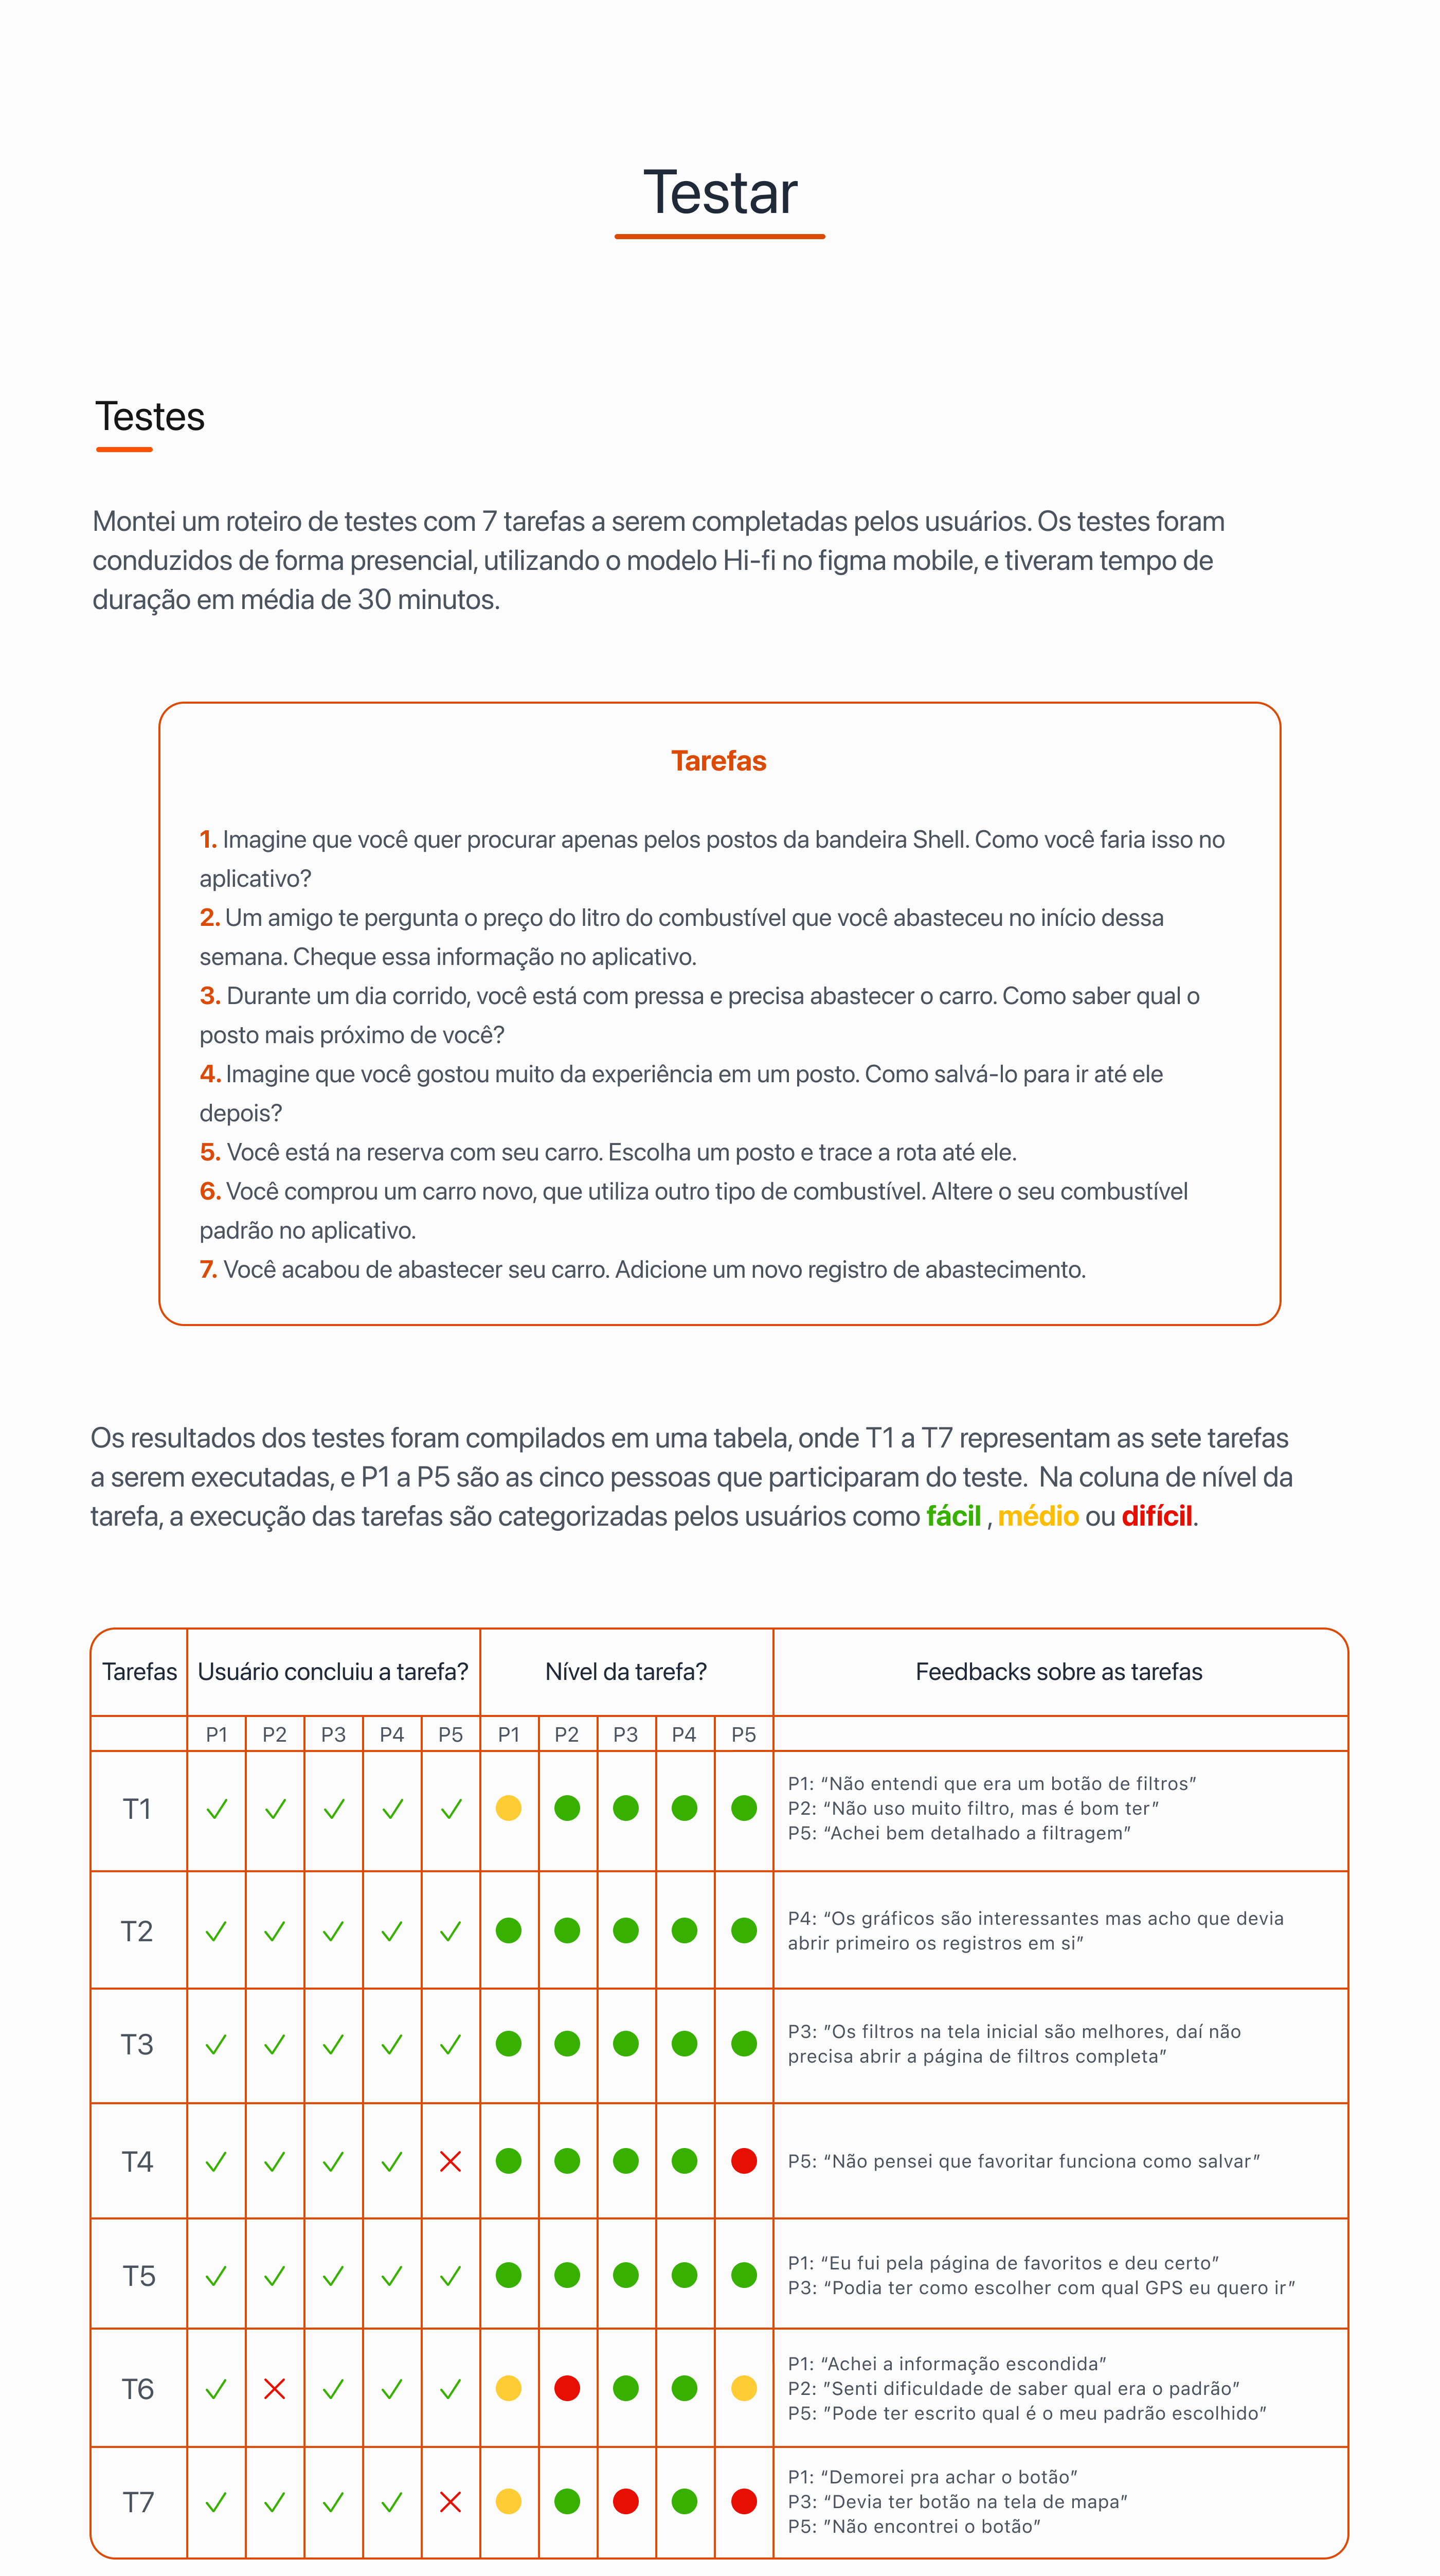 Testar
Testes
Montei um roteiro de testes com 7 tarefas a serem completadas pelos usuários. Os testes foram
conduzidos de forma presencial, utilizando o modelo Hi-fi no figma mobile, e tiveram tempo de
duração em média de 30 minutos.
Tarefas
1. Imagine que você quer procurar apenas pelos postos da bandeira Shell. Como você faria isso no
aplicativo?
2. Um amigo te pergunta o preço do litro do combustível que você abasteceu no início dessa
semana. Cheque essa informação no aplicativo.
3. Durante um dia corrido, você está com pressa e precisa abastecer o carro. Como saber qual o
posto mais próximo de você?
4. Imagine que você gostou muito da experiência em um posto. Como salvá-lo para ir até ele
depois?
5. Você está na reserva com seu carro. Escolha um posto e trace a rota até ele.
6. Você comprou um carro novo, que utiliza outro tipo de combustível. Altere o seu combustível
padrão no aplicativo.
7. Você acabou de abastecer seu carro. Adicione um novo registro de abastecimento.
Os resultados dos testes foram compilados em uma tabela, onde T1 a T7 representam as sete tarefas
a serem executadas, e P1 a P5 são as cinco pessoas que participaram do teste.  Na coluna de nível da
tarefa, a execução das tarefas são categorizadas pelos usuários como fácil , médio ou difícil.
Tarefas Usuário concluiu a tarefa? Nível da tarefa? Feedbacks sobre as tarefas
P1 P2 P3 P4 P5 P1 P2 P3 P4 P5
T1
P1: “Não entendi que era um botão de filtros”
P2: “Não uso muito filtro, mas é bom ter”
P5: “Achei bem detalhado a filtragem”
T2
P4: “Os gráficos são interessantes mas acho que devia
abrir primeiro os registros em si”
T3
P3: ”Os filtros na tela inicial são melhores, daí não
precisa abrir a página de filtros completa”
T4
P5: “Não pensei que favoritar funciona como salvar”
T5
P1: “Eu fui pela página de favoritos e deu certo”
P3: “Podia ter como escolher com qual GPS eu quero ir”
T6
P1: “Achei a informação escondida”
P2: ”Senti dificuldade de saber qual era o padrão”
P5: ”Pode ter escrito qual é o meu padrão escolhido”
T7
P1: “Demorei pra achar o botão”
P3: “Devia ter botão na tela de mapa”
P5: ”Não encontrei o botão”